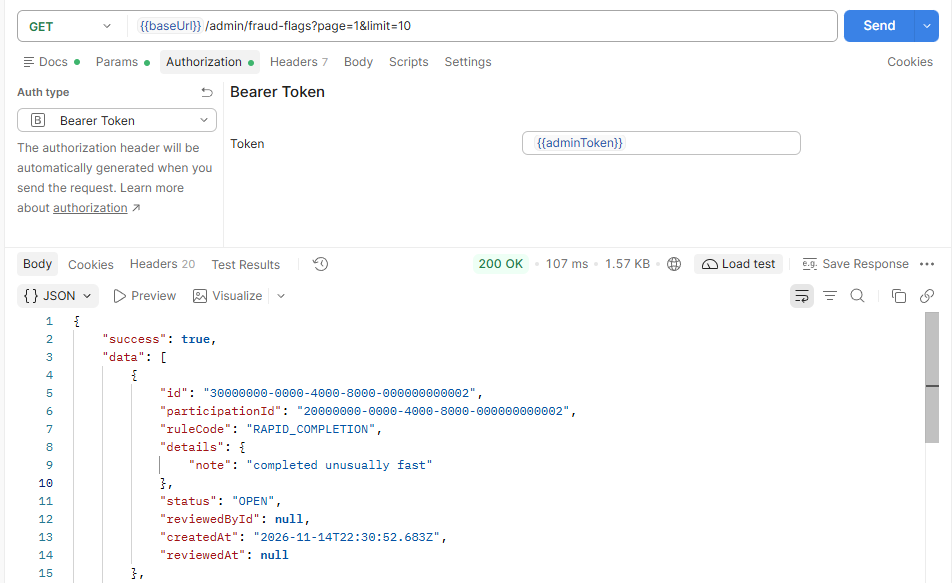 GET {{baseUrl}} /admin/fraud-flags?page=1&limit=10 Send
Docs Params Authorization Headers 7 Body Scripts Settings Cookies
Auth type
Bearer Token
B Bearer Token
Token {{adminToken}}
The authorization header will be
automatically generated when you
send the request. Learn more
about authorization ↗
Body Cookies Headers 20 Test Results 200 OK • 107 ms • 1.57 KB • Load test e.g. Save Response
{} JSON Preview Visualize
1 {
2 "success": true,
3 "data": [
4 {
5 "id": "30000000-0000-4000-8000-000000000002",
6 "participationId": "20000000-0000-4000-8000-000000000002",
7 "ruleCode": "RAPID_COMPLETION",
8 "details": {
9 "note": "completed unusually fast"
10 },
11 "status": "OPEN",
12 "reviewedById": null,
13 "createdAt": "2026-11-14T22:30:52.683Z",
14 "reviewedAt": null
15 },